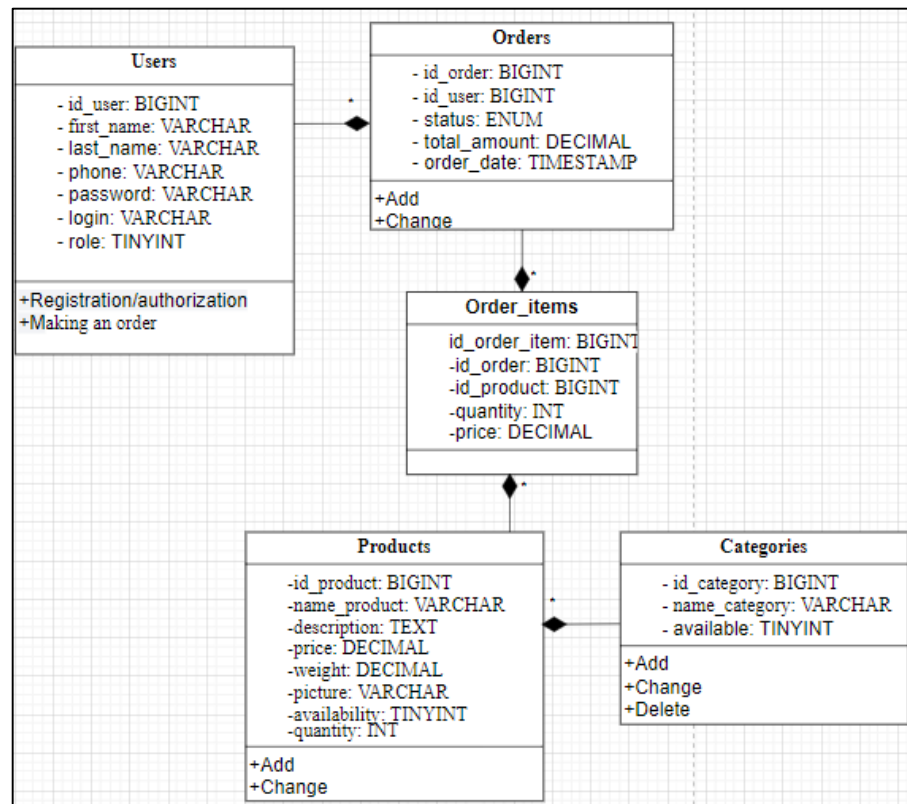 Users
- id_user: BIGINT
- first_name: VARCHAR
- last_name: VARCHAR
- phone: VARCHAR
- password: VARCHAR
- login: VARCHAR
- role: TINYINT
+Registration/authorization
+Making an order
*
Orders
- id_order: BIGINT
- id_user: BIGINT
- status: ENUM
- total_amount: DECIMAL
- order_date: TIMESTAMP
+Add
+Change
*
Order_items
id_order_item: BIGINT
-id_order: BIGINT
-id_product: BIGINT
-quantity: INT
-price: DECIMAL
*
Products
-id_product: BIGINT
-name_product: VARCHAR
-description: TEXT
-price: DECIMAL
-weight: DECIMAL
-picture: VARCHAR
-availability: TINYINT
-quantity: INT
+Add
+Change
*
Categories
- id_category: BIGINT
- name_category: VARCHAR
- available: TINYINT
+Add
+Change
+Delete